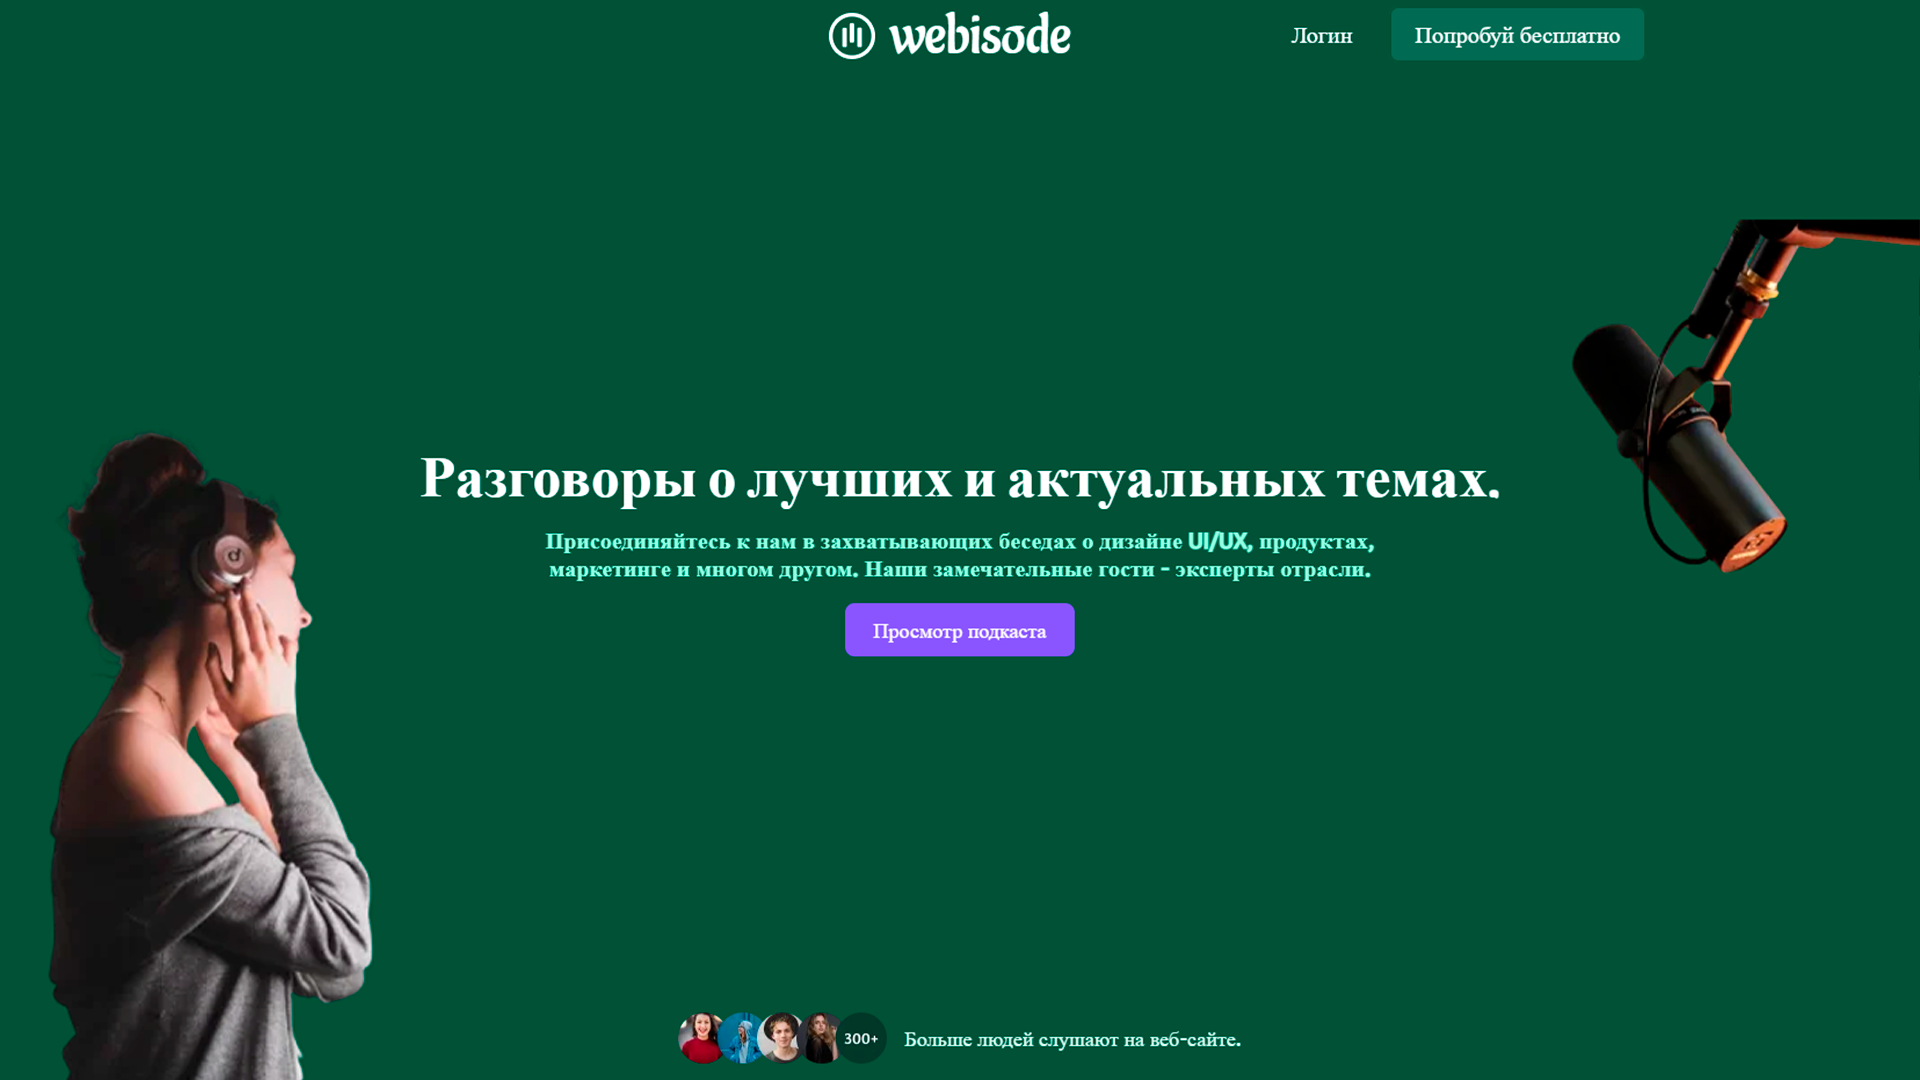 webisode
Логин
Попробуй бесплатно
Разговоры о лучших и актуальных темах.
Присоединяйтесь к нам в захватывающих беседах о дизайне UI/UX, продуктах,
маркетинге и многом другом. Наши замечательные гости - эксперты отрасли.
Просмотр подкаста
300+
Больше людей слушают на веб-сайте.